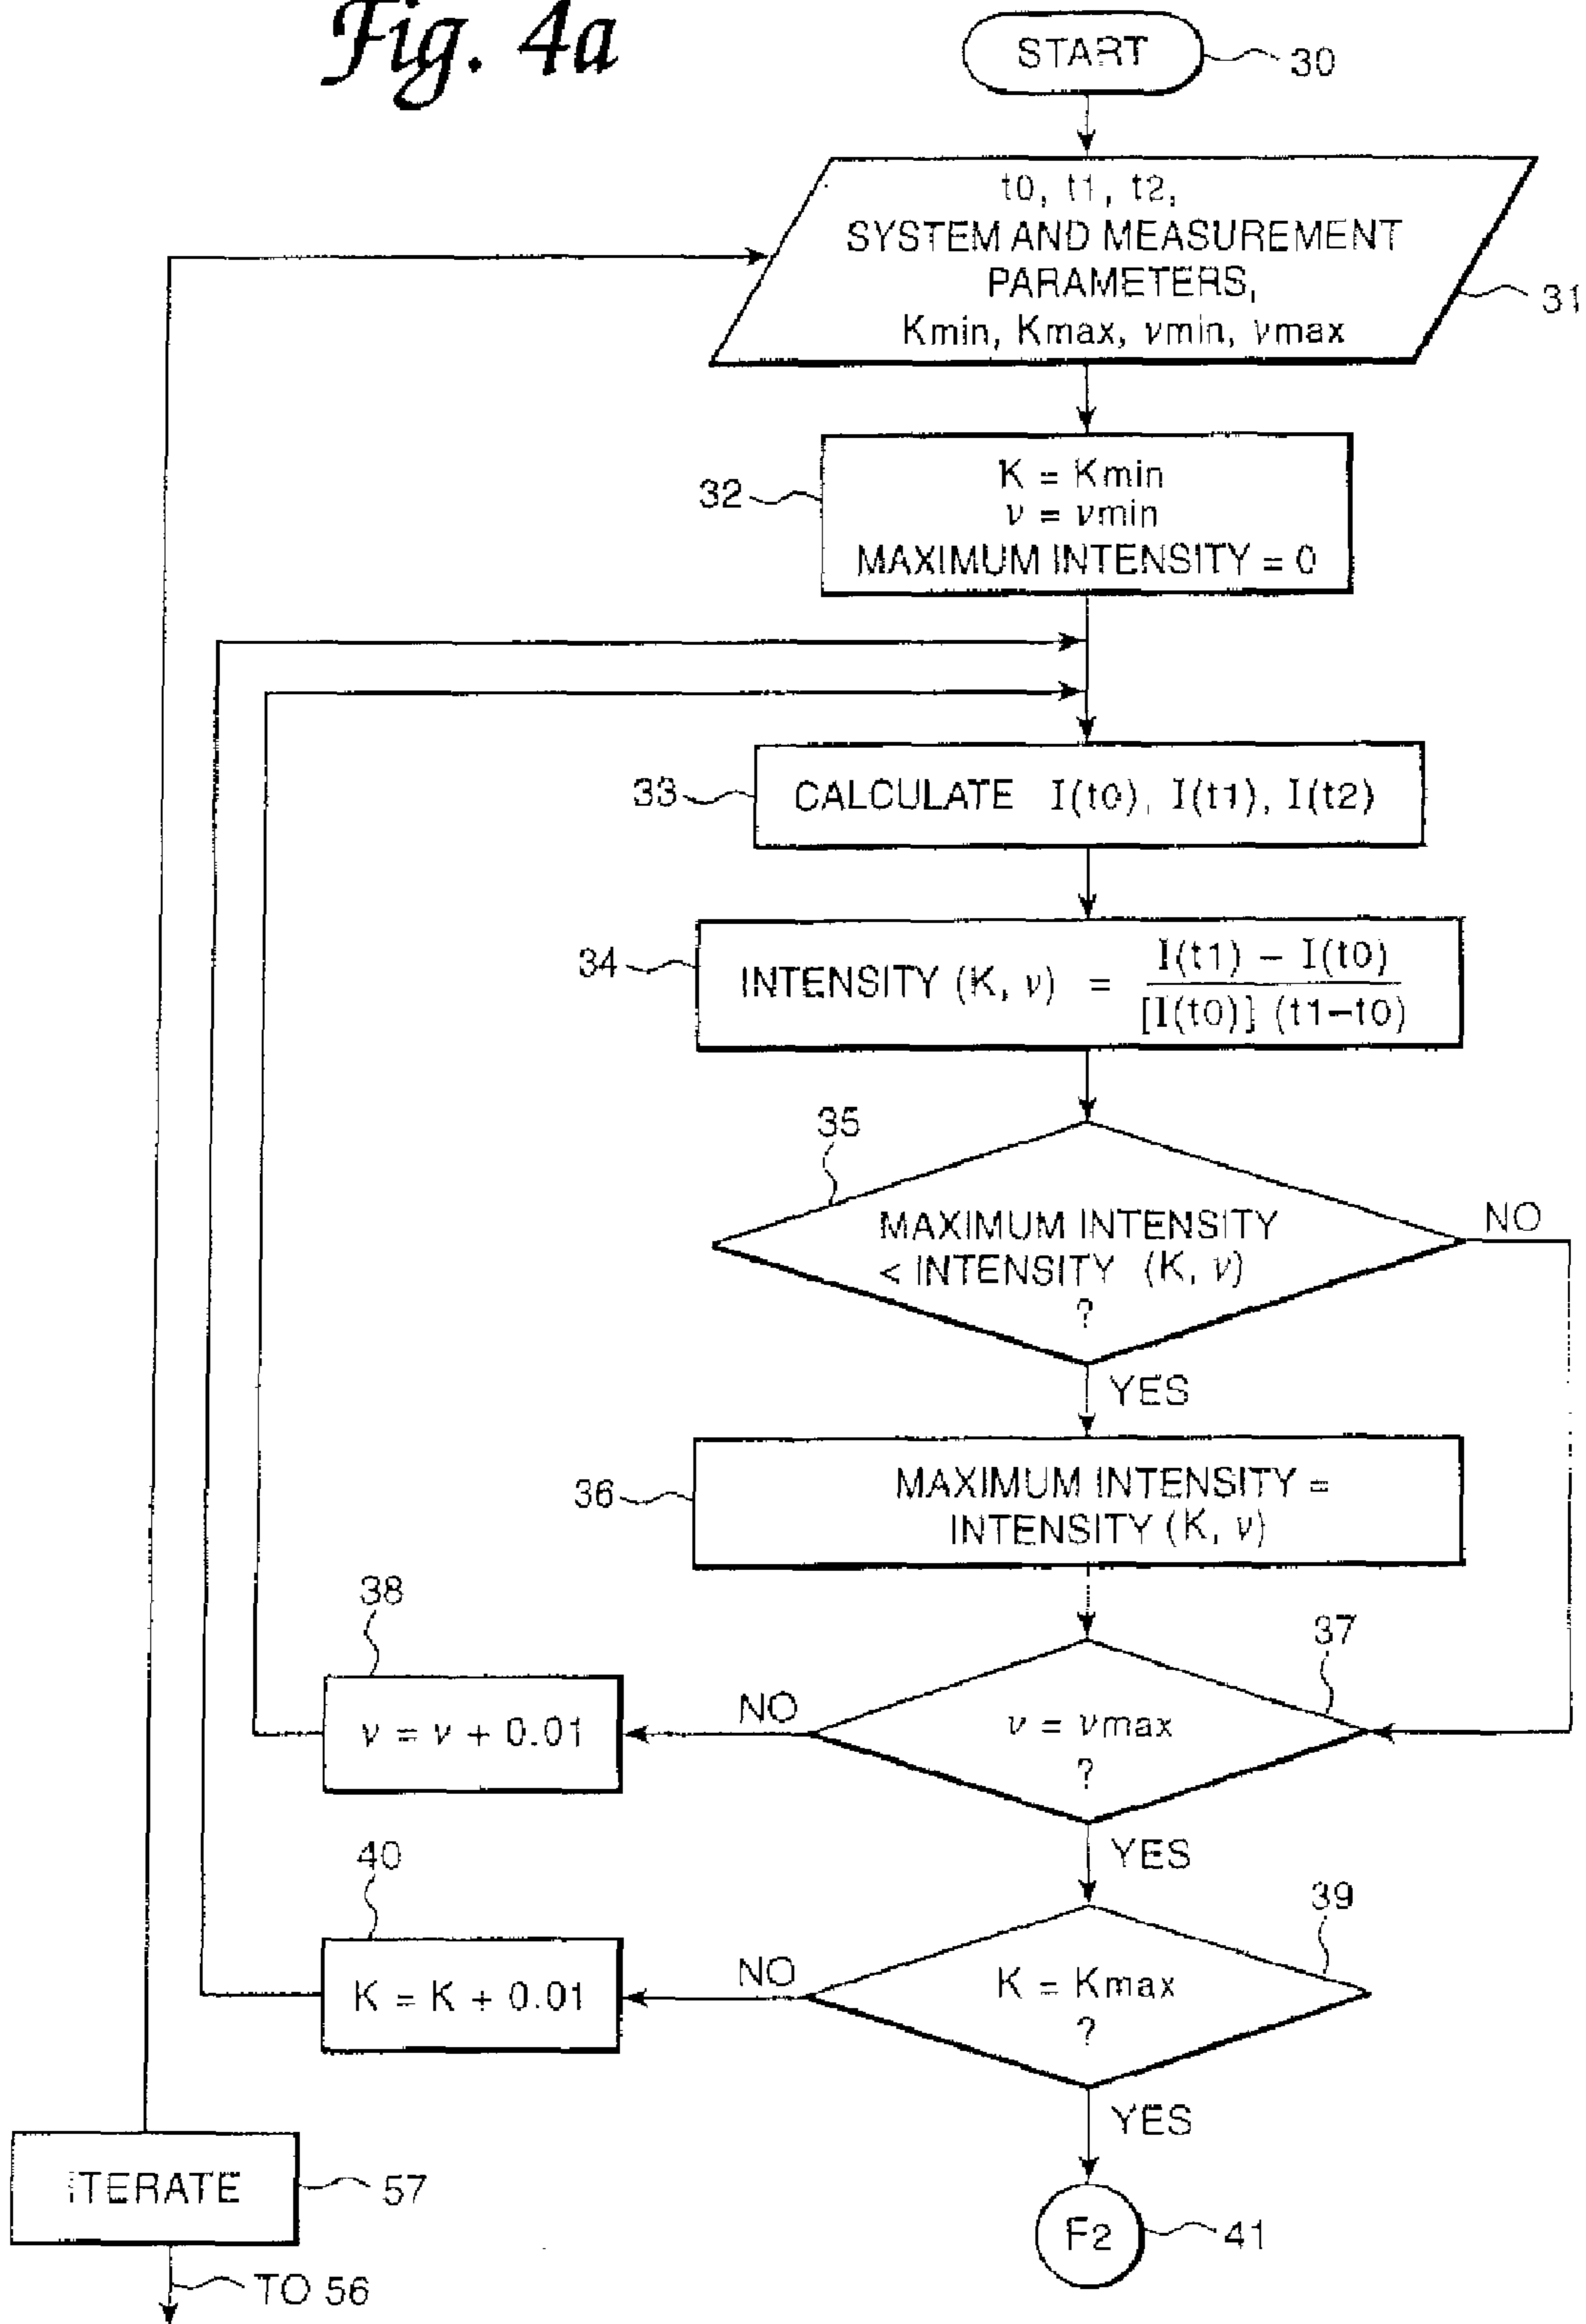 Fig. 4a
START
30
t0, t1, t2,
SYSTEM AND MEASUREMENT
PARAMETERS,
Kmin, Kmax, νmin, νmax
31
32
K = Kmin
ν = νmin
MAXIMUM INTENSITY = 0
33
CALCULATE I(t0), I(t1), I(t2)
34
INTENSITY (K, ν) = I(t1) – I(t0)
[I(t0)] (t1–t0)
35
MAXIMUM INTENSITY
< INTENSITY (K, ν)
?
NO
YES
36
MAXIMUM INTENSITY =
INTENSITY (K, ν)
38
ν = ν + 0.01
NO
37
ν = νmax
?
YES
40
K = K + 0.01
NO
39
K = Kmax
?
YES
ITERATE
57
F2
41
TO 56